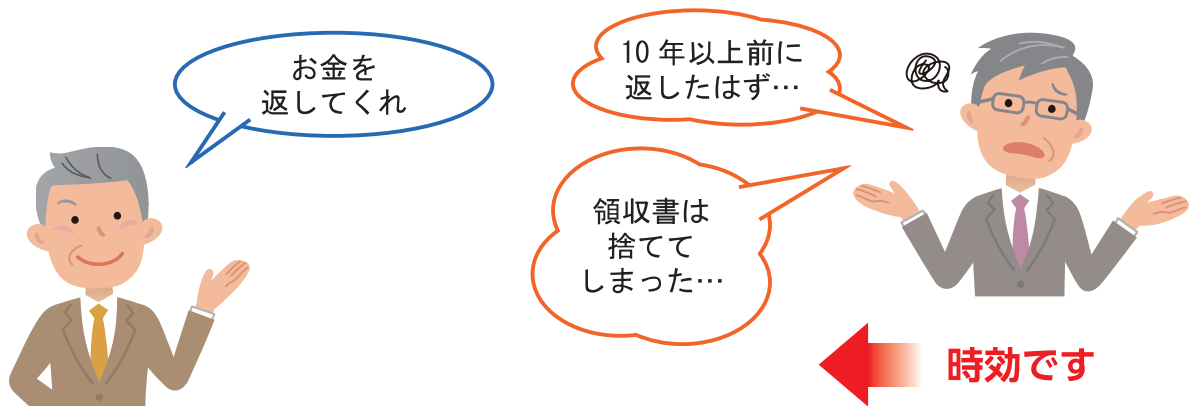 お金を
返してくれ
10年以上前に
返したはず…
領収書は
捨てて
しまった…
時効です